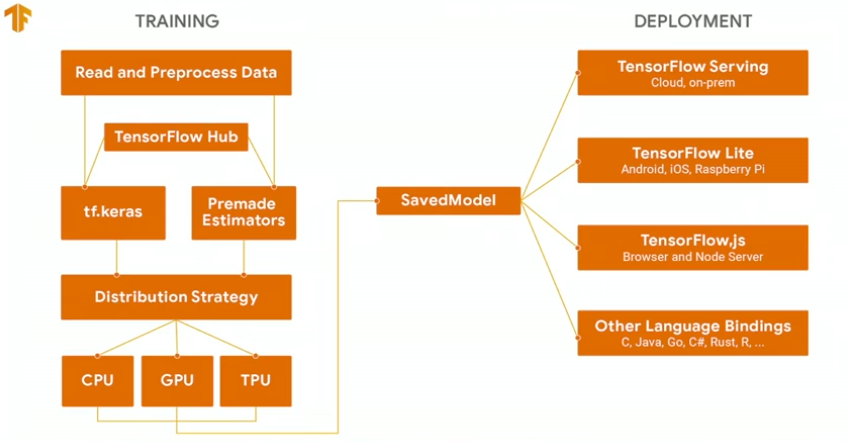 TRAINING
Read and Preprocess Data
TensorFlow Hub
tf.keras
Premade
Estimators
Distribution Strategy
CPU
GPU
TPU
SavedModel
DEPLOYMENT
TensorFlow Serving
Cloud, on-prem
TensorFlow Lite
Android, iOS, Raspberry Pi
TensorFlow,js
Browser and Node Server
Other Language Bindings
C, Java, Go, C#, Rust, R, ...